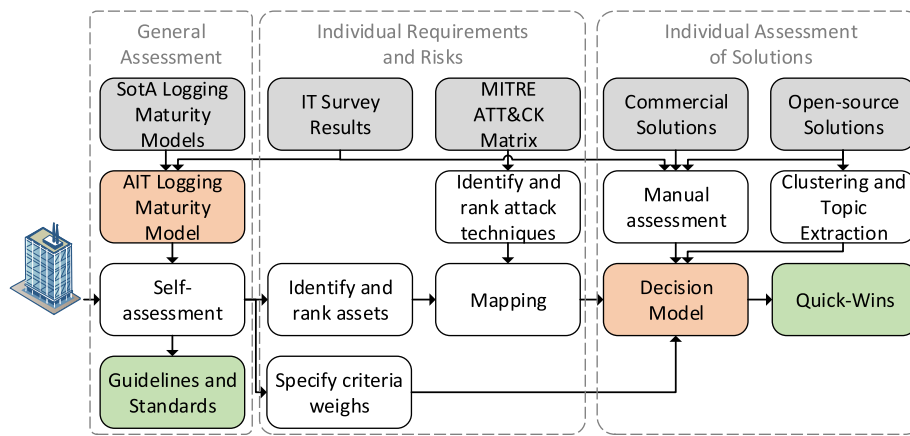 General
Assessment
Individual Requirements
and Risks
Individual Assessment
of Solutions
SotA Logging
Maturity
Models
IT Survey
Results
MITRE
ATT&CK
Matrix
Commercial
Solutions
Open-source
Solutions
AIT Logging
Maturity
Model
Identify and
rank attack
techniques
Manual
assessment
Clustering and
Topic
Extraction
Self-
assessment
Identify and
rank assets
Mapping
Decision
Model
Quick-Wins
Guidelines and
Standards
Specify criteria
weighs